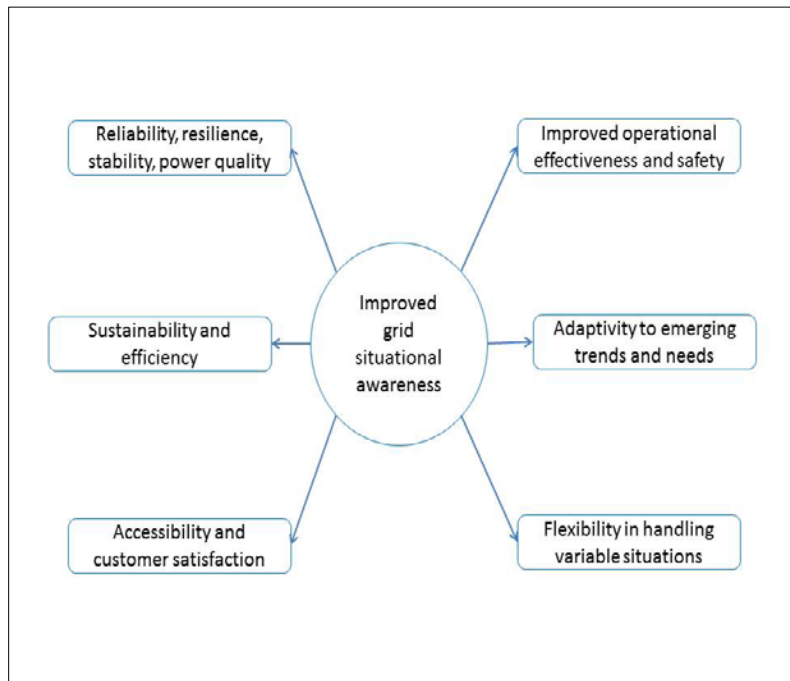 Reliability, resilience,
stability, power quality
Improved operational
effectiveness and safety
Improved
grid
situational
awareness
Sustainability and
efficiency
Adaptivity to emerging
trends and needs
Accessibility and
customer satisfaction
Flexibility in handling
variable situations